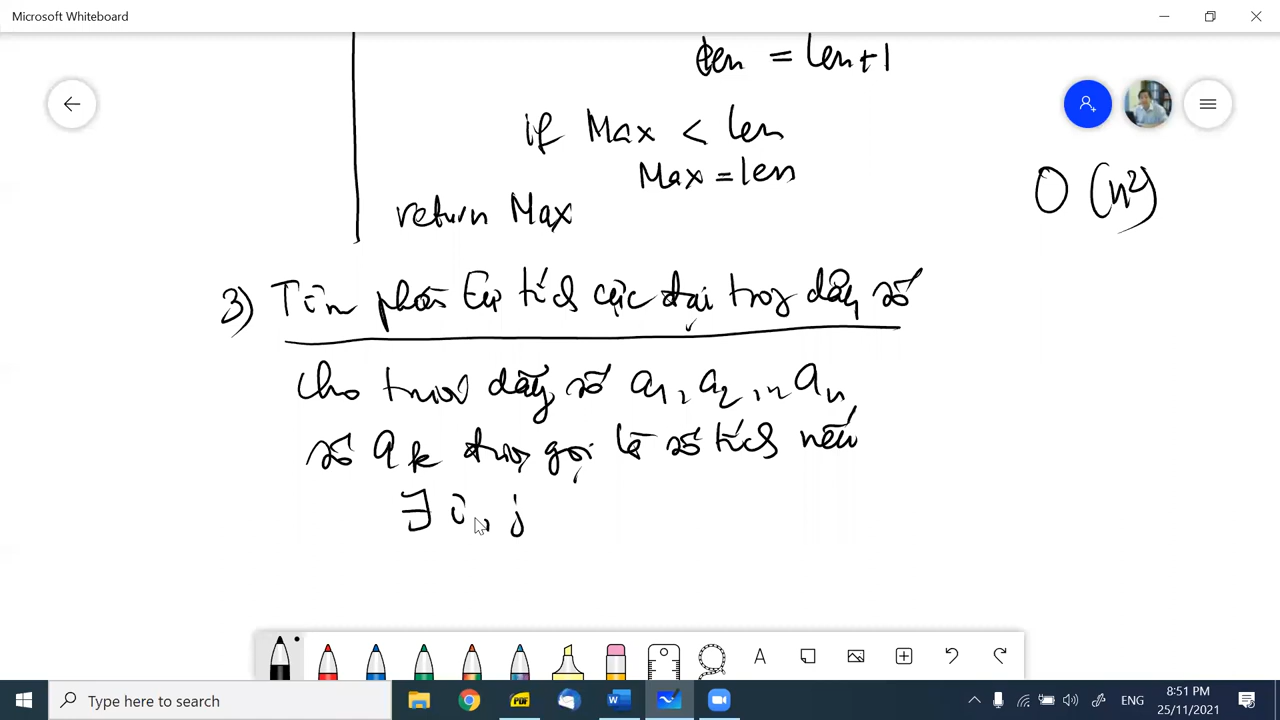 Microsoft Whiteboard
len = len+1
if Max < len
Max = len
O (n²)
return Max
3) Tìm phần tử tích cực đại trong dãy số
Cho trước dãy số a₁, a₂, ..., aₙ
số aₖ được gọi là số tích nếu
∃ i, j
A
Type here to search
PDF
ENG
8:51 PM
25/11/2021